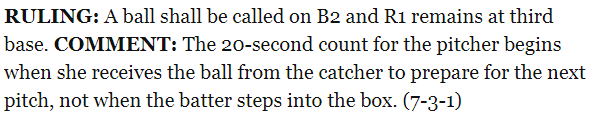 RULING: A ball shall be called on B2 and R1 remains at third
base. COMMENT: The 20-second count for the pitcher begins
when she receives the ball from the catcher to prepare for the next
pitch, not when the batter steps into the box. (7-3-1)